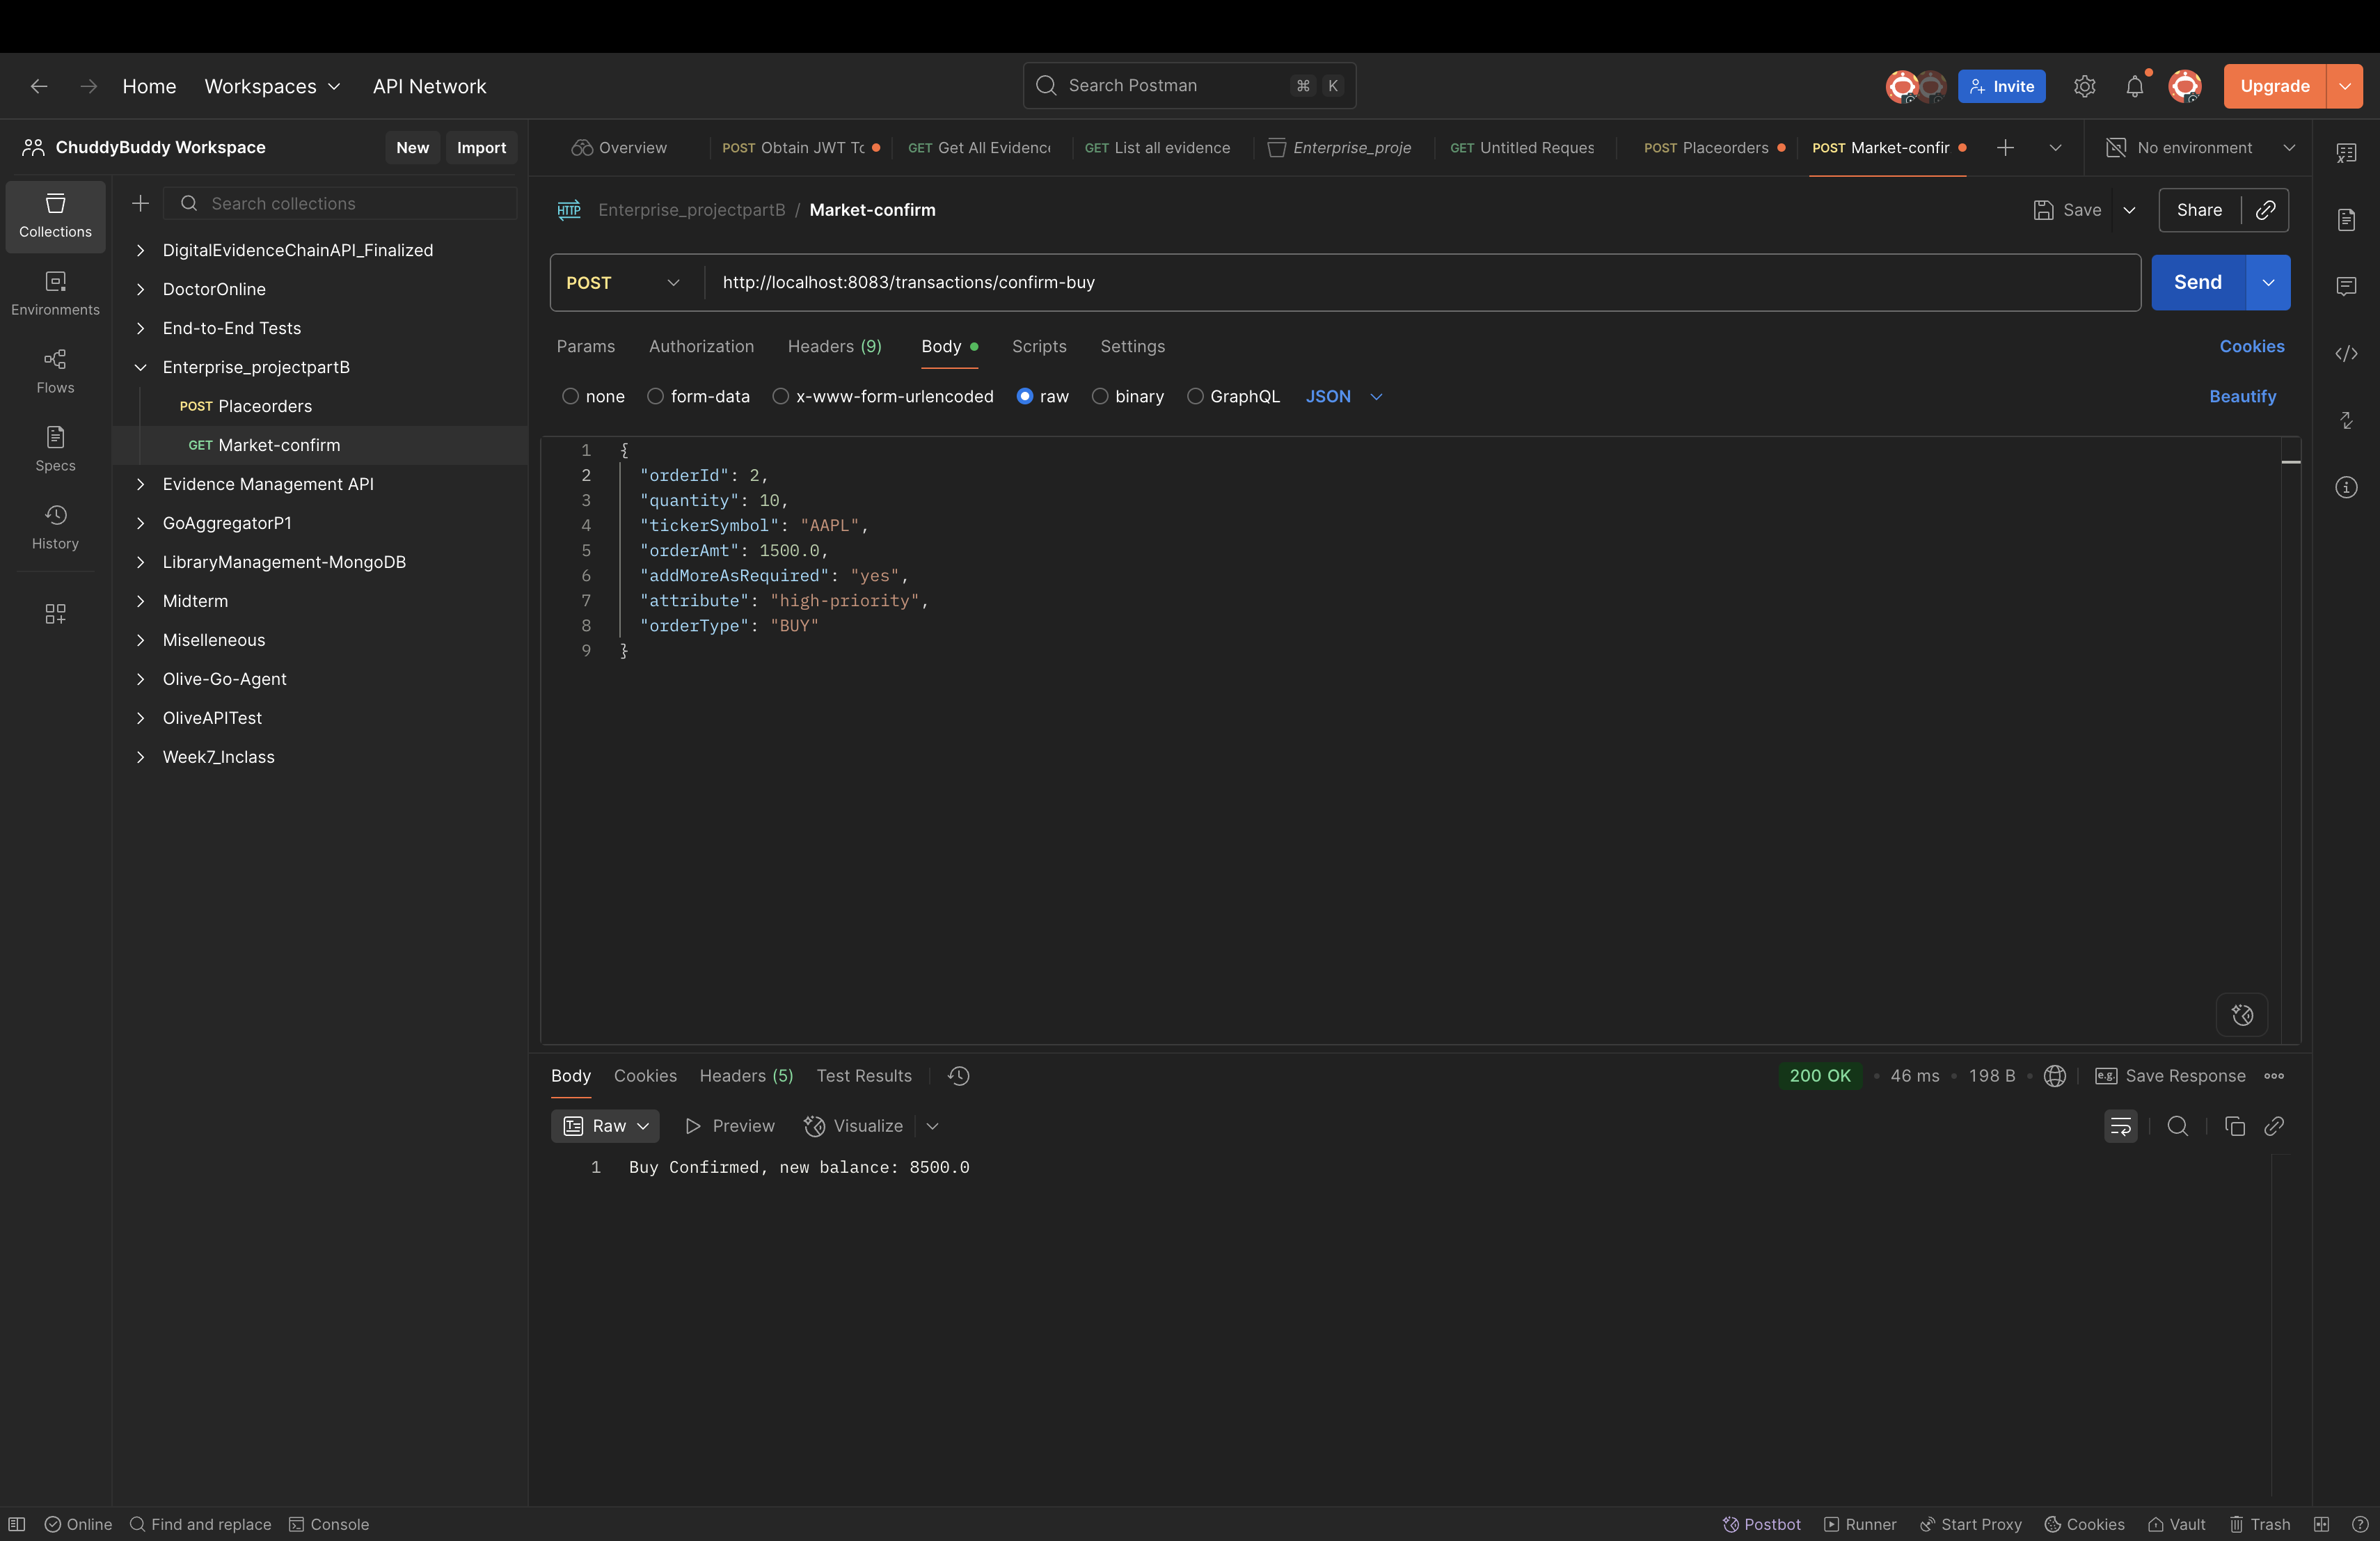 Home Workspaces API Network Search Postman ⌘ K Invite Upgrade
ChuddyBuddy Workspace New Import
Overview POST Obtain JWT Tc GET Get All Evidenc GET List all evidence Enterprise_proje GET Untitled Reques POST Placeorders POST Market-confir No environment
Collections
Environments
Flows
Specs
History
Search collections
DigitalEvidenceChainAPI_Finalized
DoctorOnline
End-to-End Tests
Enterprise_projectpartB
POST Placeorders
GET Market-confirm
Evidence Management API
GoAggregatorP1
LibraryManagement-MongoDB
Midterm
Miselleneous
Olive-Go-Agent
OliveAPITest
Week7_Inclass
HTTP Enterprise_projectpartB / Market-confirm Save Share
POST http://localhost:8083/transactions/confirm-buy Send
Params Authorization Headers (9) Body Scripts Settings Cookies
none form-data x-www-form-urlencoded raw binary GraphQL JSON Beautify
1 {
2 "orderId": 2,
3 "quantity": 10,
4 "tickerSymbol": "AAPL",
5 "orderAmt": 1500.0,
6 "addMoreAsRequired": "yes",
7 "attribute": "high-priority",
8 "orderType": "BUY"
9 }
Body Cookies Headers (5) Test Results 200 OK 46 ms 198 B e.g. Save Response
Raw Preview Visualize
1 Buy Confirmed, new balance: 8500.0
Online Find and replace Console Postbot Runner Start Proxy Cookies Vault Trash